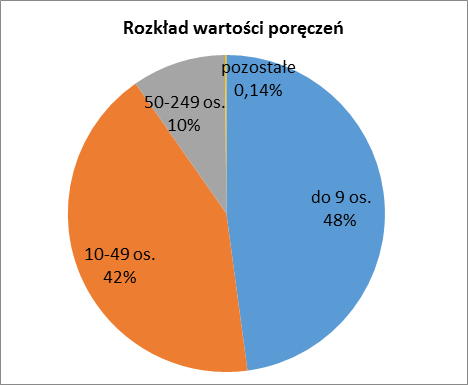 Rozkład wartości poręczeń
pozostałe
0,14%
50-249 os.
10%
do 9 os.
48%
10-49 os.
42%